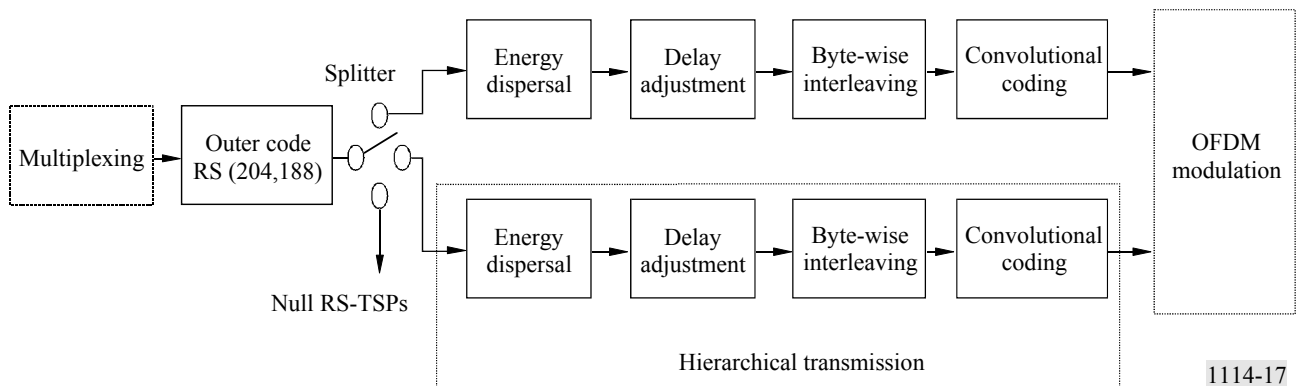 Splitter
Energy
dispersal
Delay
adjustment
Byte-wise
interleaving
Convolutional
coding
Multiplexing
Outer code
RS (204,188)
OFDM
modulation
Energy
dispersal
Delay
adjustment
Byte-wise
interleaving
Convolutional
coding
Null RS-TSPs
Hierarchical transmission
1114-17